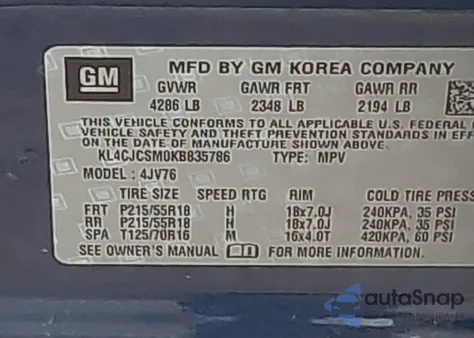 GM
MFD BY GM KOREA COMPANY
GVWR GAWR FRT GAWR RR
4286 LB 2348 LB 2194 LB
THIS VEHICLE CONFORMS TO ALL APPLICABLE U.S. FEDERAL
VEHICLE SAFETY AND THEFT PREVENTION STANDARDS IN EFF
ON THE DATE OF MANUFACTURE SHOWN ABOVE.
KL4CJCSM0KB835786 TYPE: MPV
MODEL: 4JV76
TIRE SIZE SPEED RTG RIM COLD TIRE PRESS
FRT P215/55R18 H 18x7.0J 240KPA, 35 PSI
RR P215/55R18 H 18x7.0J 240KPA, 35 PSI
SPA T125/70R16 M 16x4.0T 420KPA, 60 PSI
SEE OWNER'S MANUAL FOR MORE INFORMATION.
autoSnap